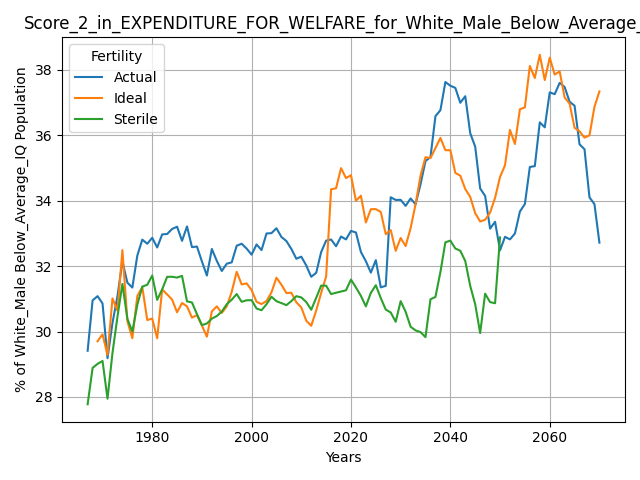 Score_2_in_EXPENDITURE_FOR_WELFARE_for_White_Male_Below_Average_
Fertility
Actual
Ideal
Sterile
% of White_Male Below_Average_IQ Population
38
36
34
32
30
28
1980 2000 2020 2040 2060
Years